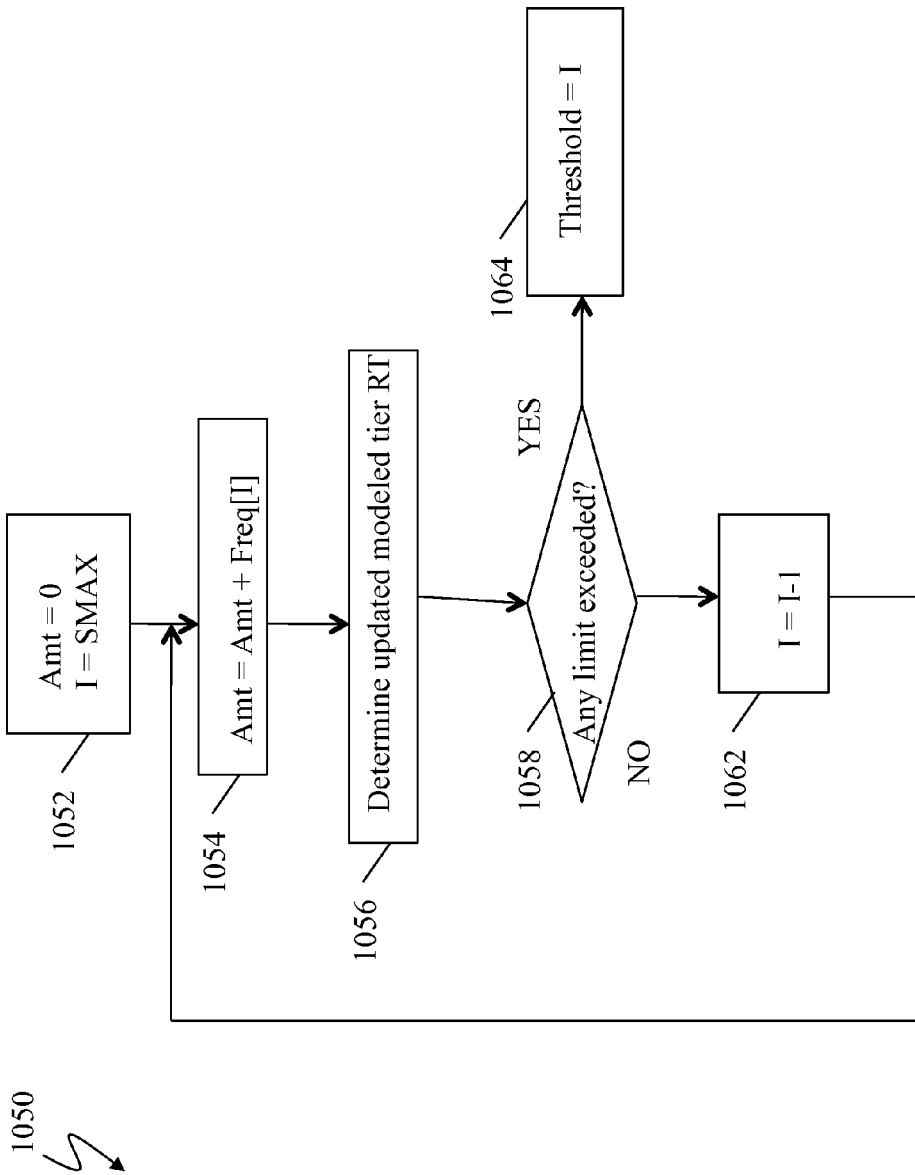 1050
1052
Amt = 0
I = SMAX
1054
Amt = Amt + Freq[I]
1056
Determine updated modeled tier RT
1058
Any limit exceeded?
YES
NO
1064
Threshold = I
1062
I = I-1